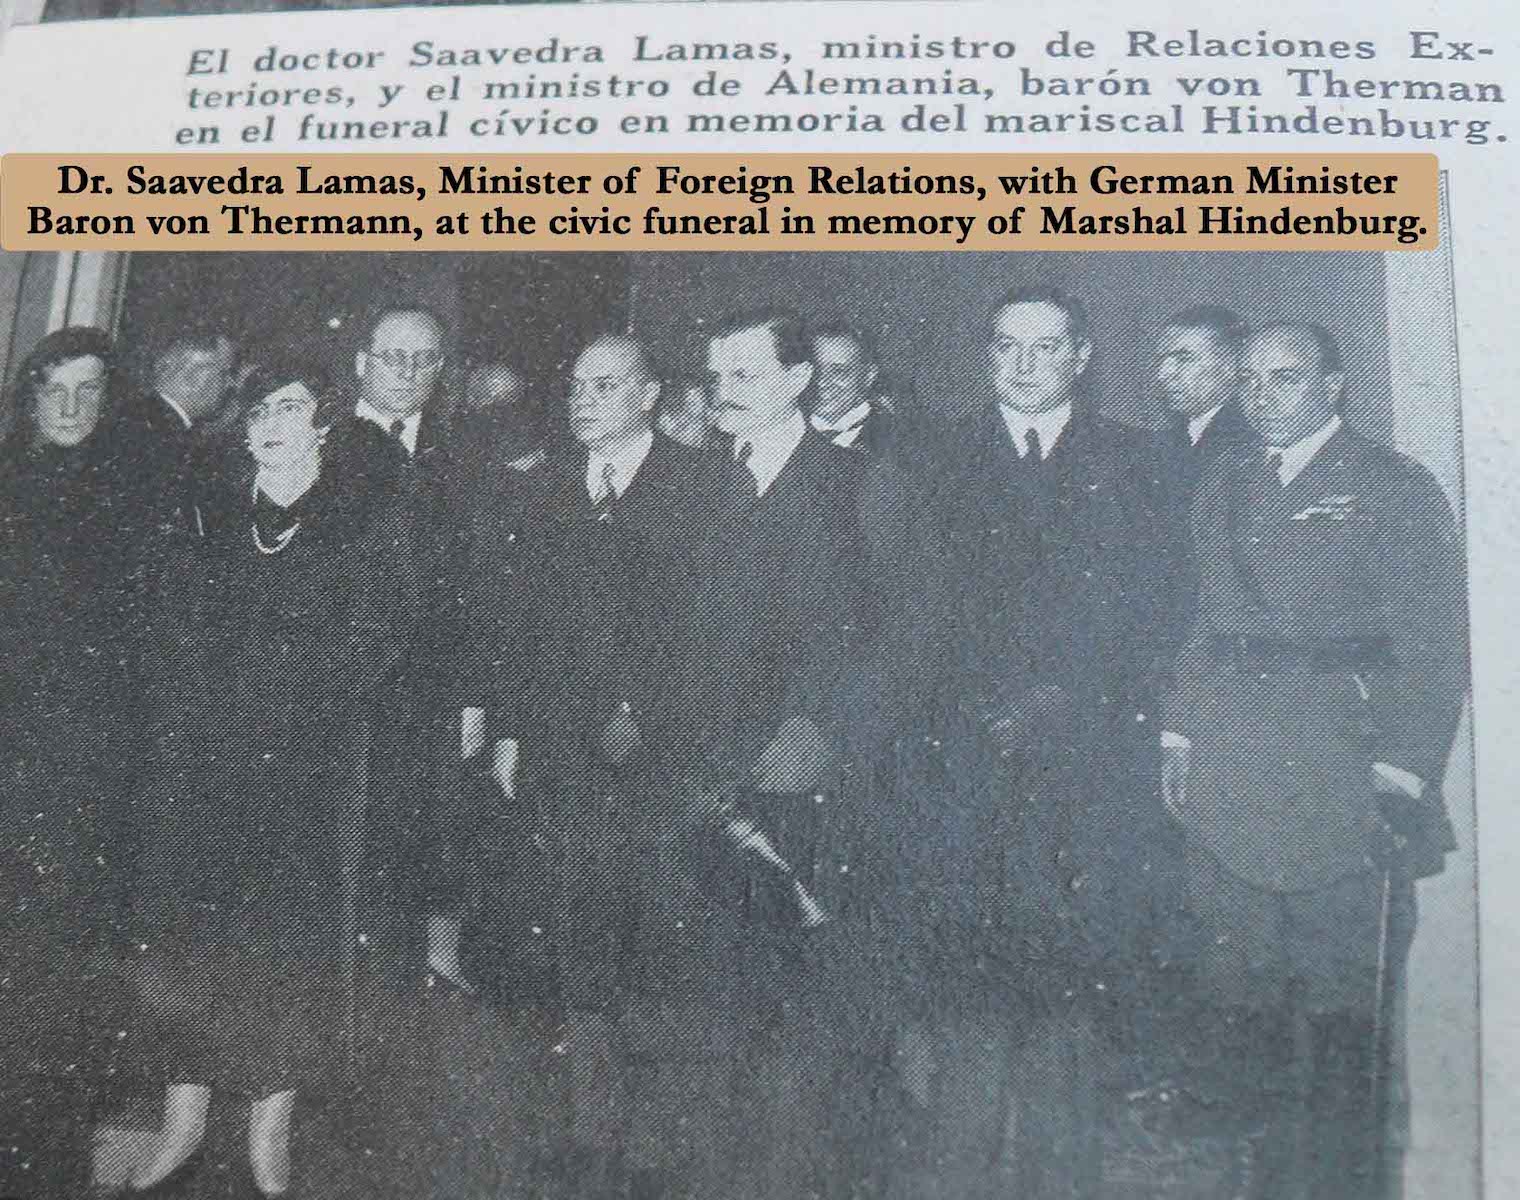 El doctor Saavedra Lamas, ministro de Relaciones Ex-
teriores, y el ministro de Alemania, barón von Therman
en el funeral cívico en memoria del mariscal Hindenburg.
Dr. Saavedra Lamas, Minister of Foreign Relations, with German Minister
Baron von Thermann, at the civic funeral in memory of Marshal Hindenburg.